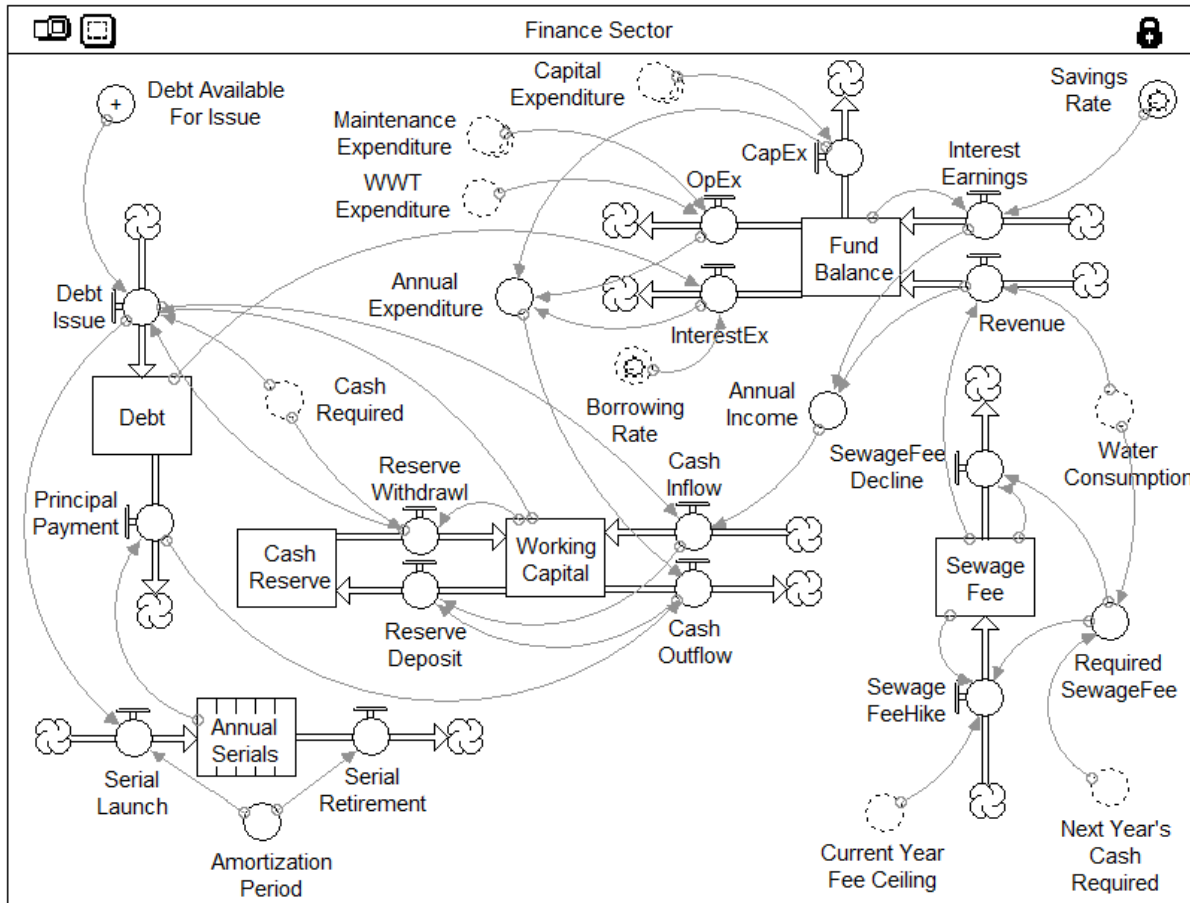 Finance Sector
Debt Available
For Issue
+
Capital
Expenditure
Savings
Rate
Maintenance
Expenditure
CapEx
Interest
Earnings
WWT
Expenditure
OpEx
Fund
Balance
Debt
Issue
Annual
Expenditure
InterestEx
Revenue
Debt
Cash
Required
Borrowing
Rate
Annual
Income
SewageFee
Decline
Water
Consumption
Principal
Payment
Reserve
Withdrawl
Cash
Inflow
Cash
Reserve
Working
Capital
Sewage
Fee
Reserve
Deposit
Cash
Outflow
Required
SewageFee
Sewage
FeeHike
Annual
Serials
Serial
Launch
Serial
Retirement
Amortization
Period
Current Year
Fee Ceiling
Next Year's
Cash
Required